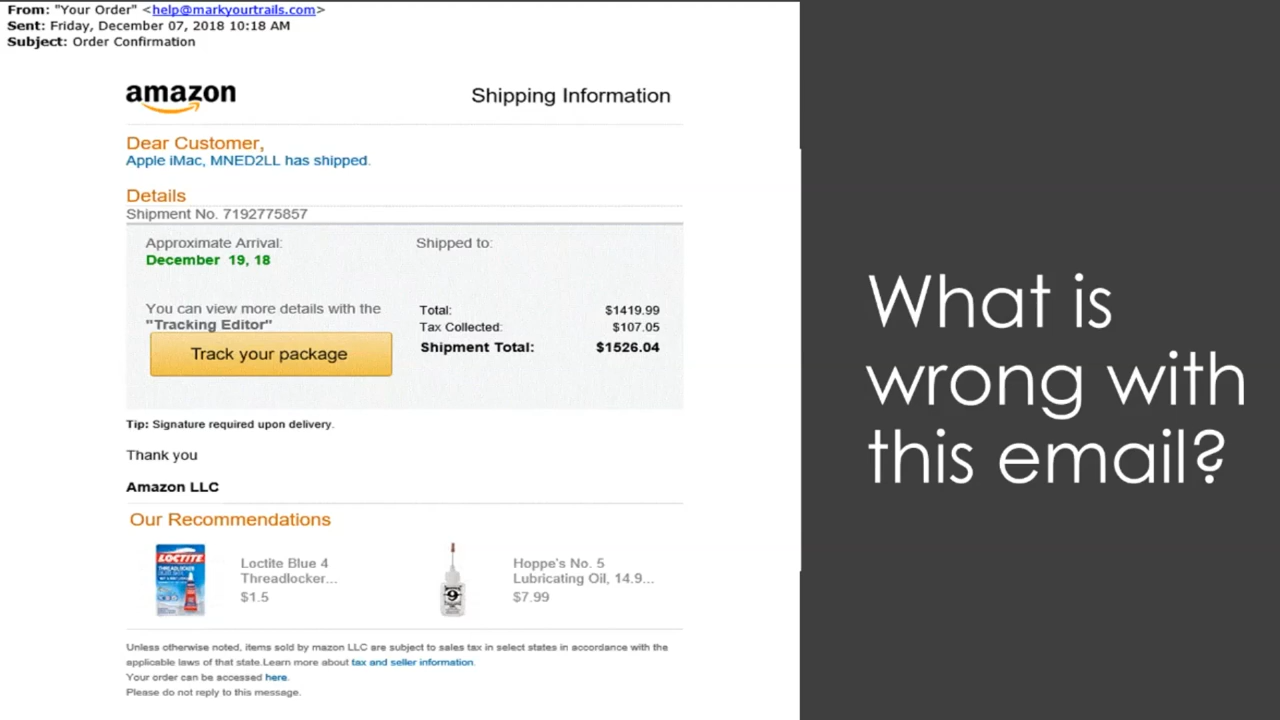 From: "Your Order" <help@markyourtrails.com>
Sent: Friday, December 07, 2018 10:18 AM
Subject: Order Confirmation
amazon
Shipping Information
Dear Customer,
Apple iMac, MNED2LL has shipped.
Details
Shipment No. 7192775857
Approximate Arrival:
December 19, 18
Shipped to:
You can view more details with the
"Tracking Editor"
Track your package
Total: $1419.99
Tax Collected: $107.05
Shipment Total: $1526.04
Tip: Signature required upon delivery.
Thank you
Amazon LLC
Our Recommendations
LOCTITE
THREADLOCKER
Loctite Blue 4
Threadlocker...
$1.5
9
Hoppe's No. 5
Lubricating Oil, 14.9...
$7.99
Unless otherwise noted, items sold by mazon LLC are subject to sales tax in select states in accordance with the
applicable laws of that state.Learn more about tax and seller information.
Your order can be accessed here.
Please do not reply to this message.
What is
wrong with
this email?